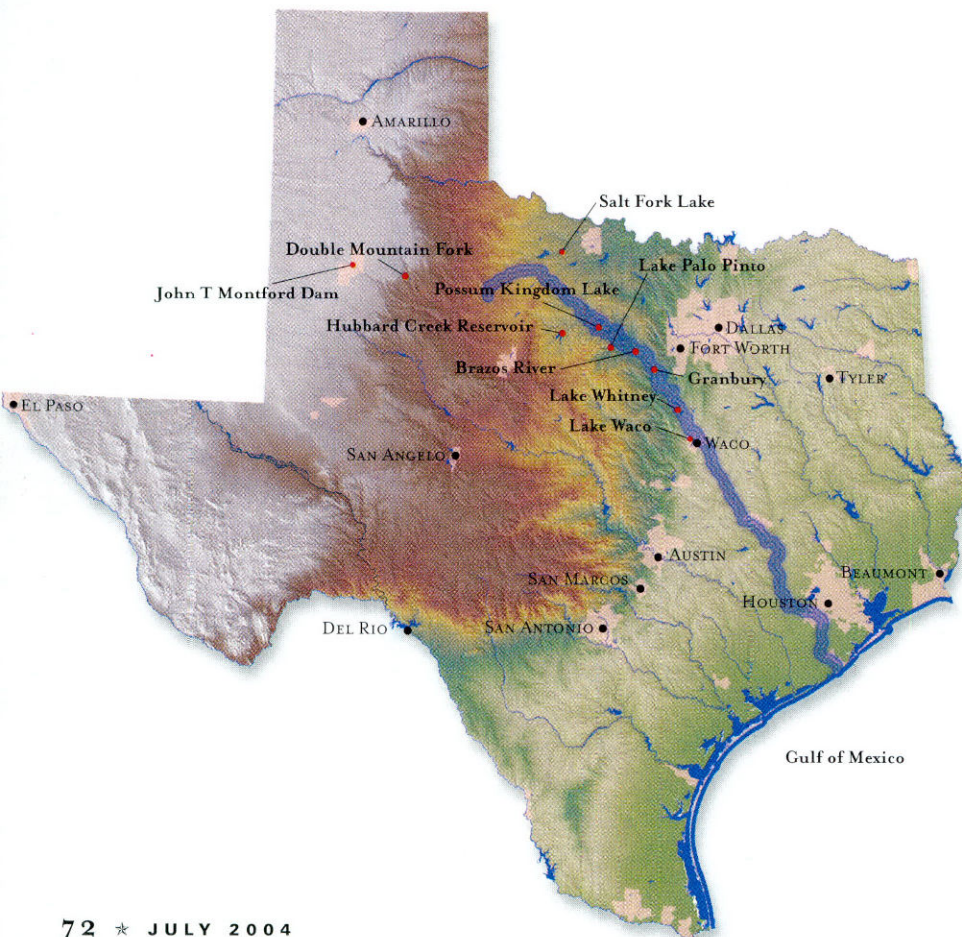 AMARILLO
Salt Fork Lake
Double Mountain Fork
Lake Palo Pinto
John T Montford Dam
Possum Kingdom Lake
Hubbard Creek Reservoir
DALLAS
FORT WORTH
Brazos River
Granbury
TYLER
Lake Whitney
EL PASO
Lake Waco
WACO
SAN ANGELO
AUSTIN
BEAUMONT
SAN MARCOS
HOUSTON
DEL RIO
SAN ANTONIO
Gulf of Mexico
72 ★ JULY 2004